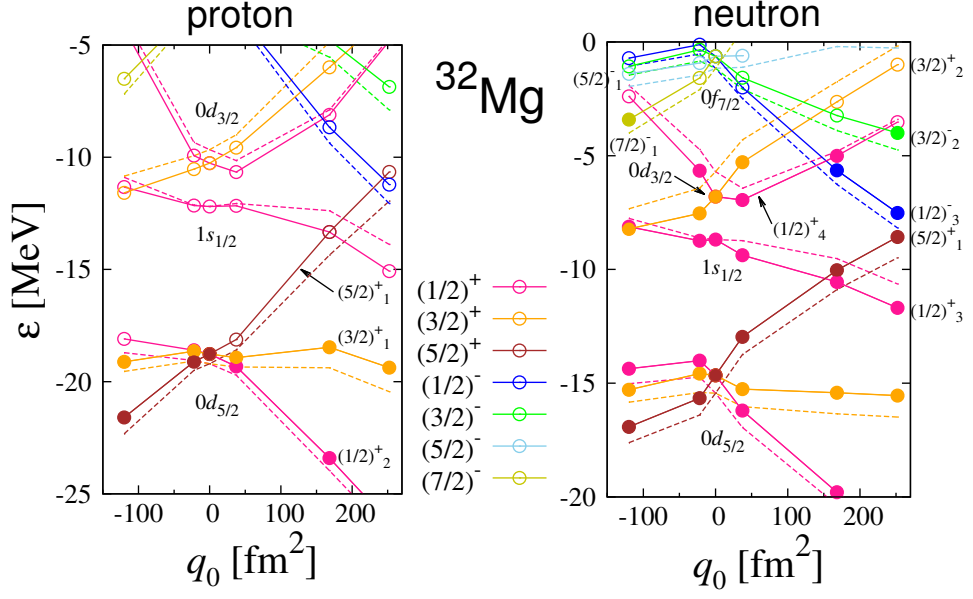 proton
neutron
³²Mg
ε [MeV]
-5
-10
-15
-20
-25
-100
0
100
200
q₀ [fm²]
0d₃/₂
1s₁/₂
(5/2)⁺₁
(3/2)⁺₁
0d₅/₂
(1/2)⁺₂
(1/2)⁺
(3/2)⁺
(5/2)⁺
(1/2)⁻
(3/2)⁻
(5/2)⁻
(7/2)⁻
0
-5
-10
-15
-20
-100
0
100
200
q₀ [fm²]
(5/2)⁻₁
0f₇/₂
(3/2)⁺₂
(7/2)⁻₁
(3/2)⁻₂
0d₃/₂
(1/2)⁺₄
(1/2)⁻₃
(5/2)⁺₁
1s₁/₂
(1/2)⁺₃
0d₅/₂